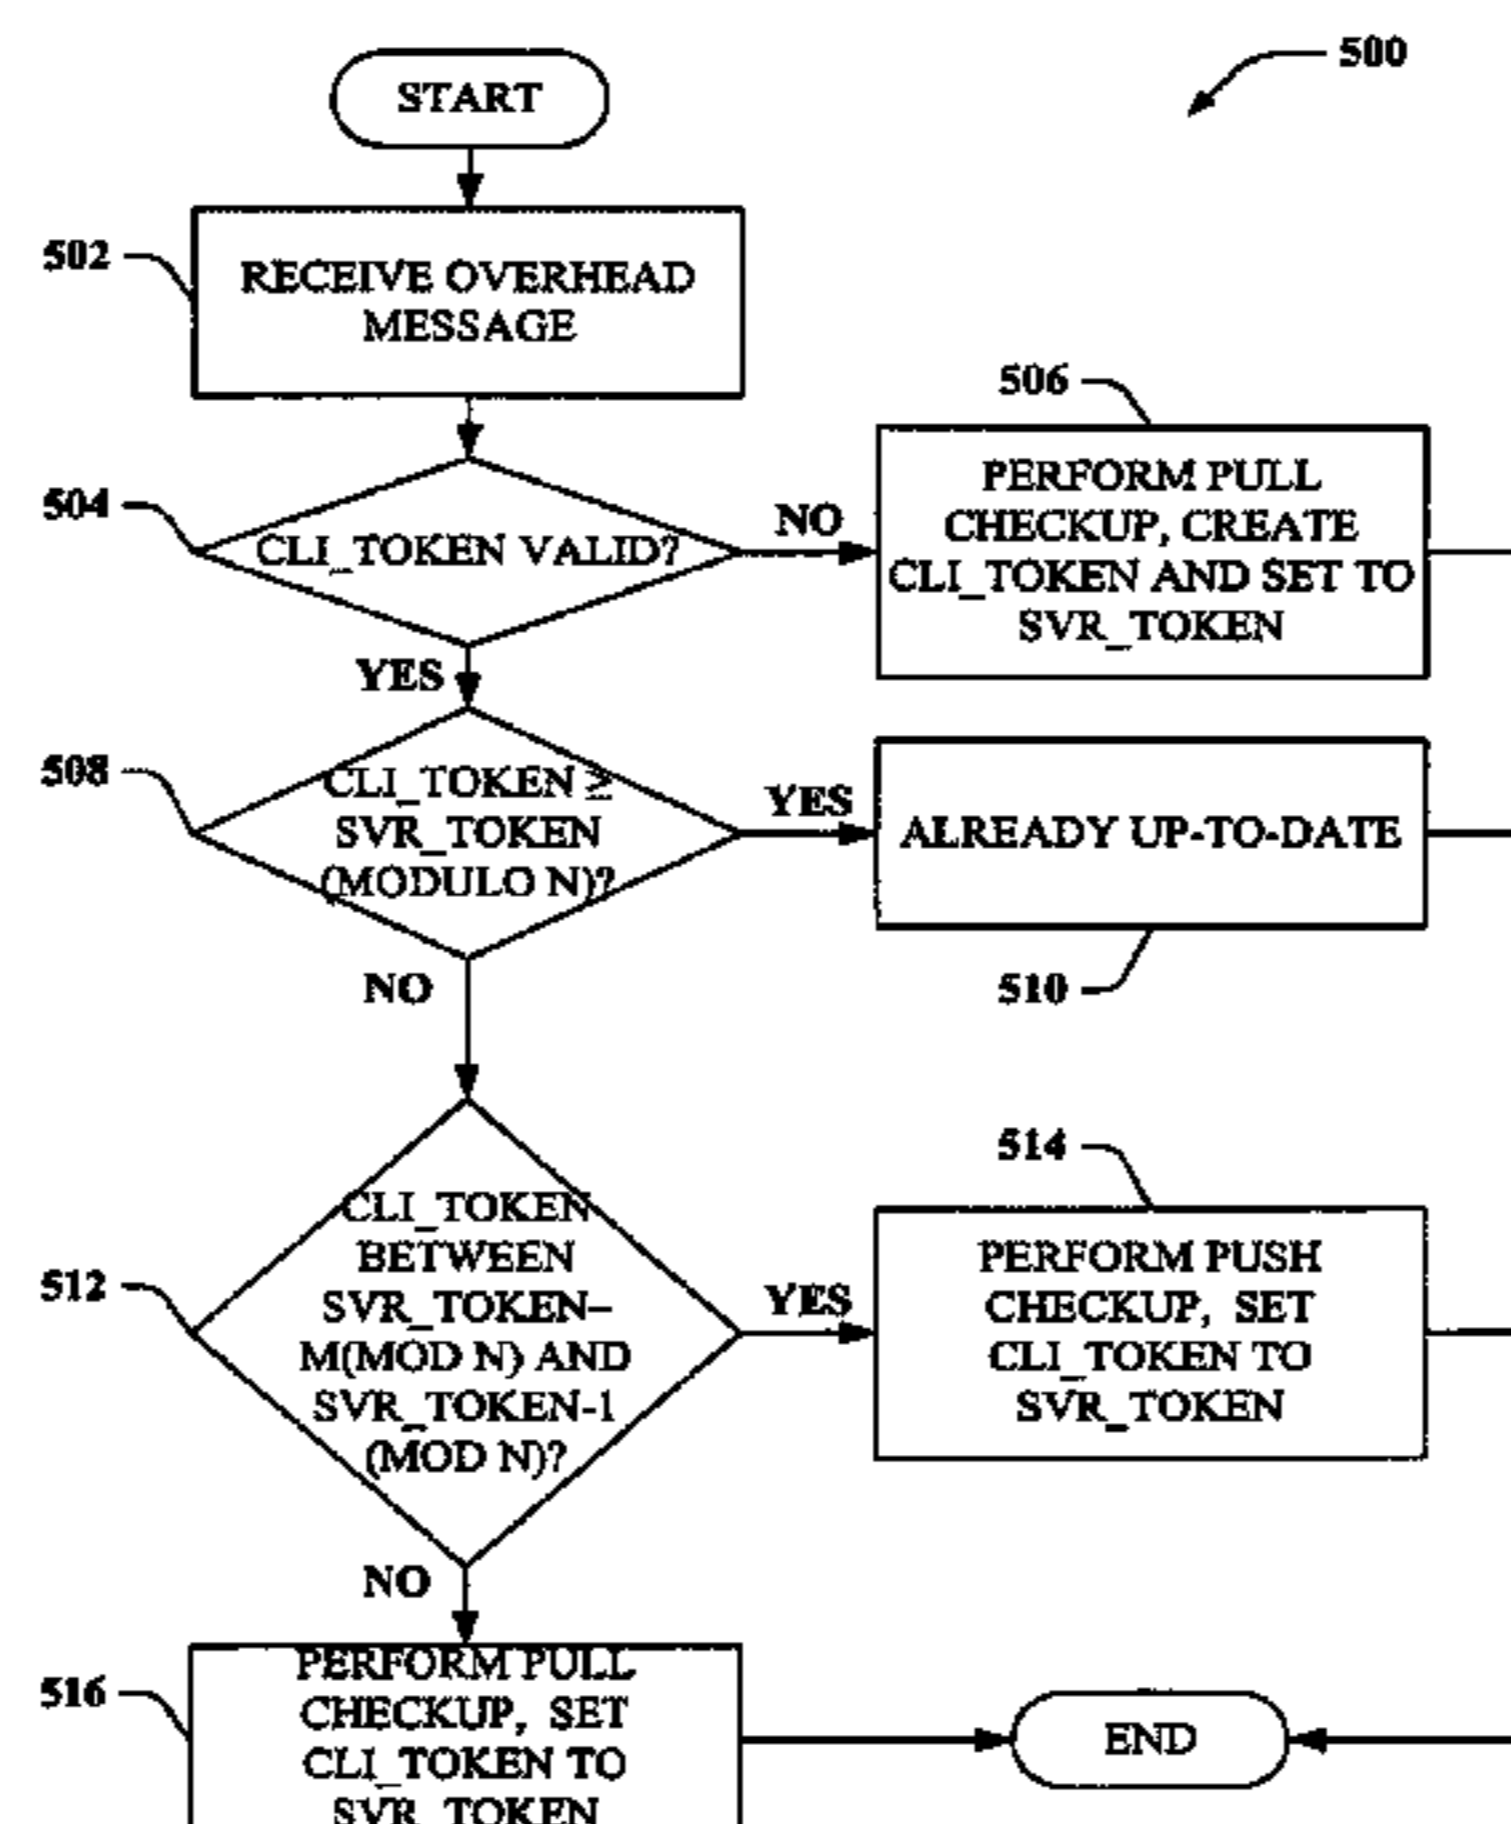 500
START
502
RECEIVE OVERHEAD
MESSAGE
504
CLI_TOKEN VALID?
NO
506
PERFORM PULL
CHECKUP, CREATE
CLI_TOKEN AND SET TO
SVR_TOKEN
YES
508
CLI_TOKEN ≥
SVR_TOKEN
(MODULO N)?
YES
ALREADY UP-TO-DATE
510
NO
512
CLI_TOKEN
BETWEEN
SVR_TOKEN–
M(MOD N) AND
SVR_TOKEN-1
(MOD N)?
YES
514
PERFORM PUSH
CHECKUP, SET
CLI_TOKEN TO
SVR_TOKEN
NO
516
PERFORM PULL
CHECKUP, SET
CLI_TOKEN TO
SVR_TOKEN
END